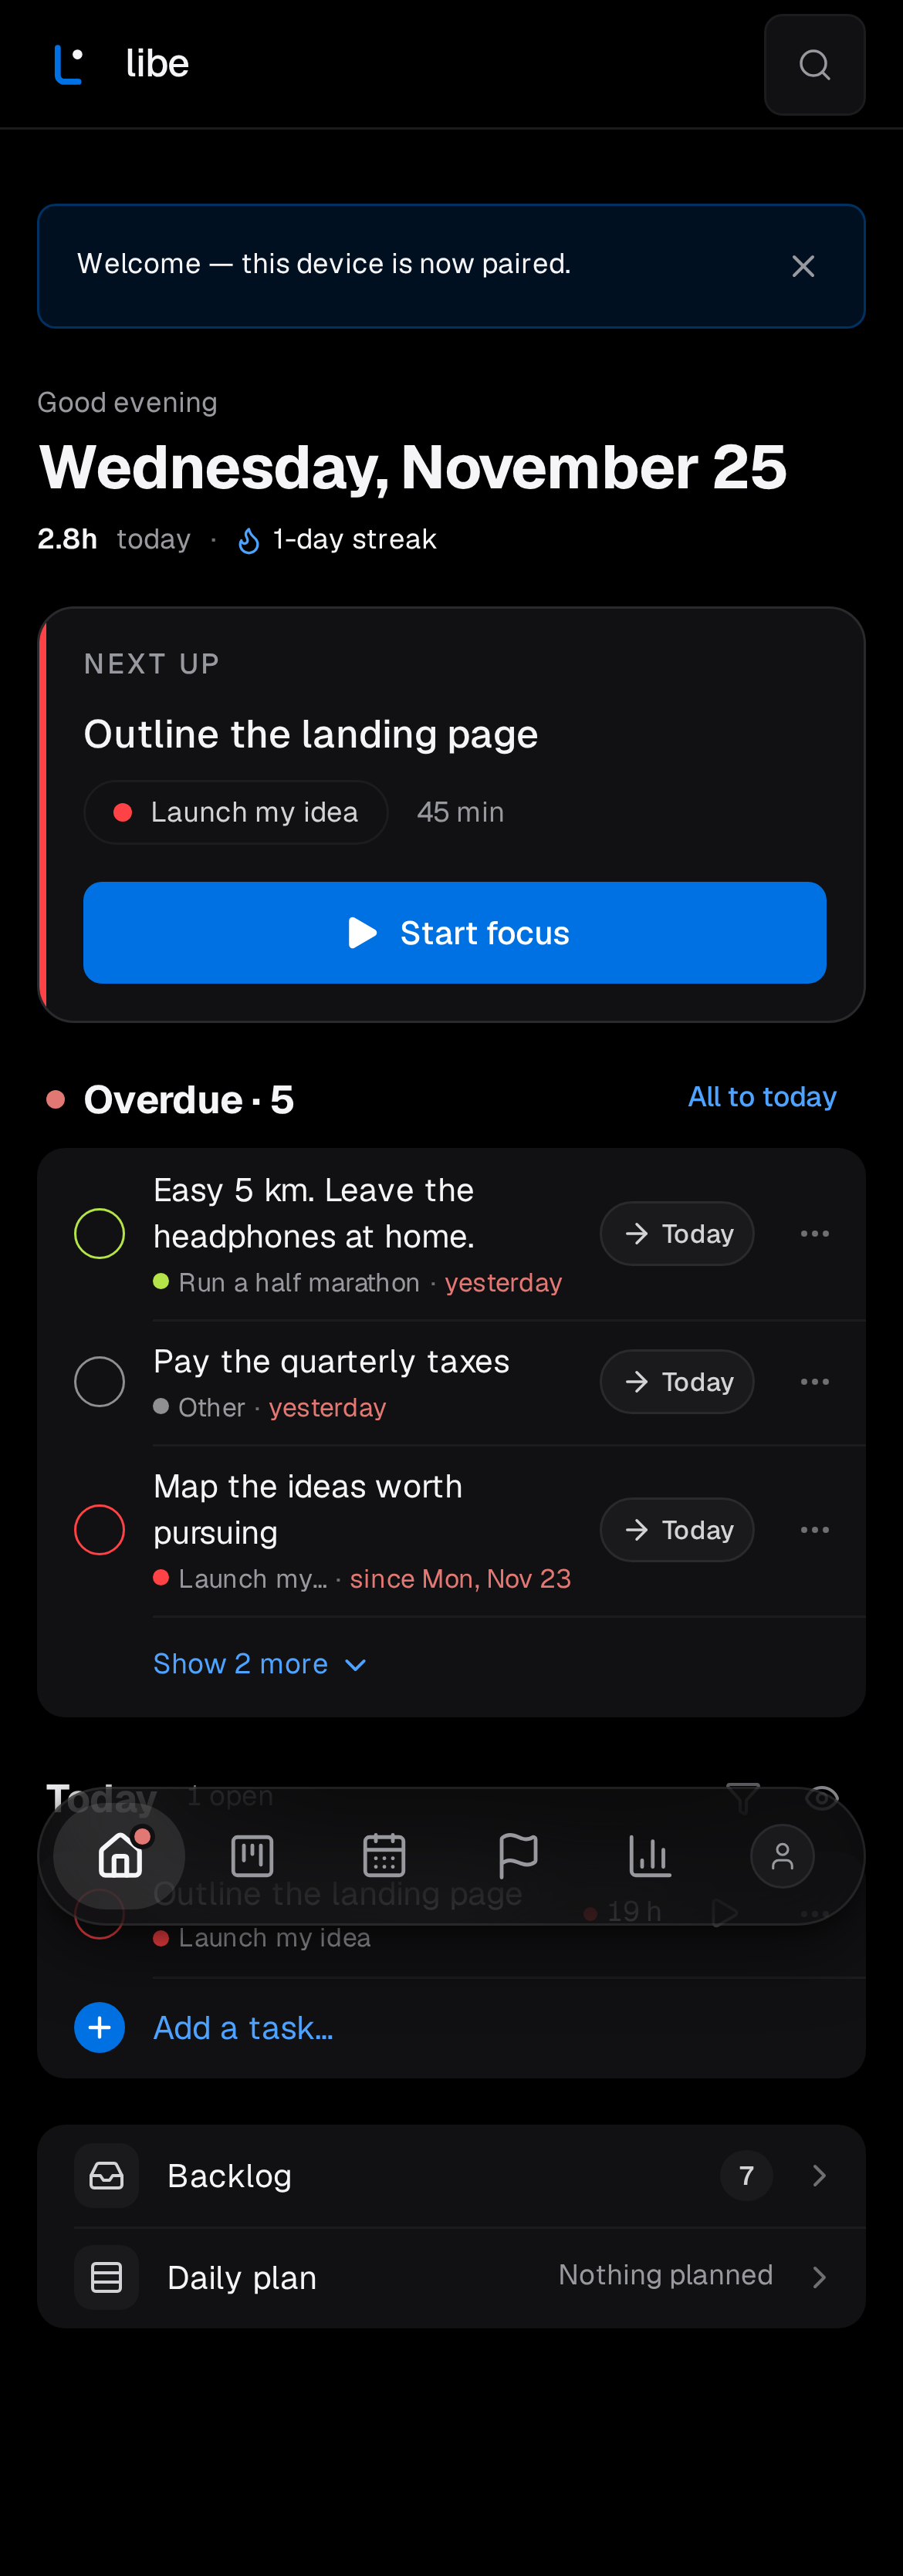 libe
Welcome — this device is now paired.
Good evening
Wednesday, November 25
2.8h today · 1-day streak
NEXT UP
Outline the landing page
Launch my idea 45 min
Start focus
Overdue · 5 All to today
Easy 5 km. Leave the
headphones at home.
Run a half marathon · yesterday
Today
Pay the quarterly taxes
Other · yesterday
Today
Map the ideas worth
pursuing
Launch my... · since Mon, Nov 23
Today
Show 2 more
Today 1 open
Outline the landing page
Launch my idea
19 h
Add a task...
Backlog 7
Daily plan Nothing planned